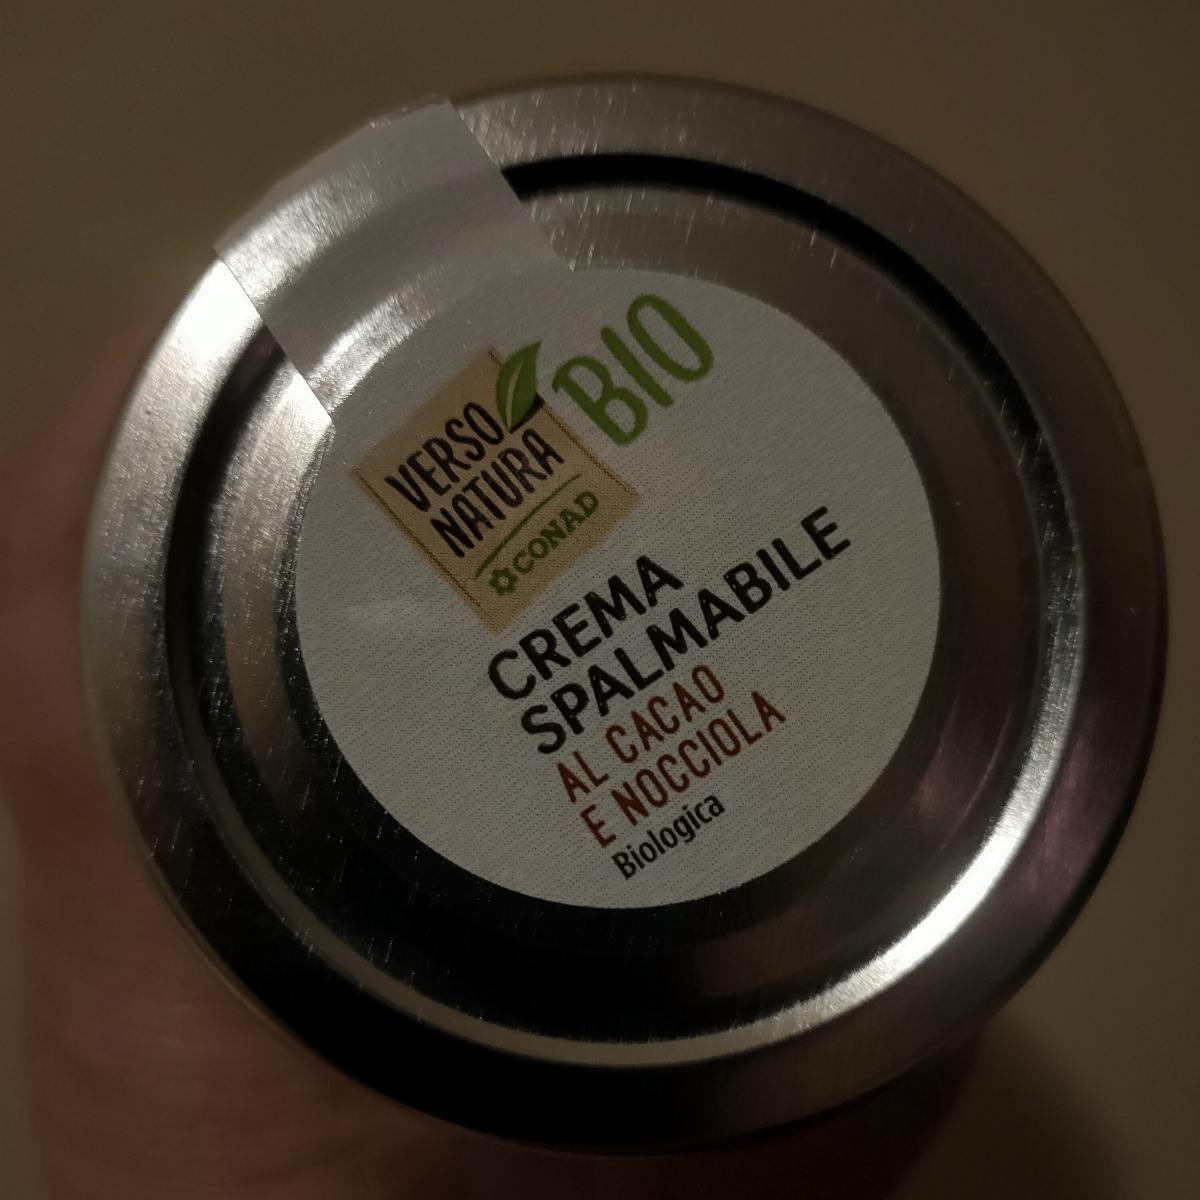 VERSO
NATURA
CONAD
BIO
CREMA
SPALMABILE
AL CACAO
E NOCCIOLA
Biologica